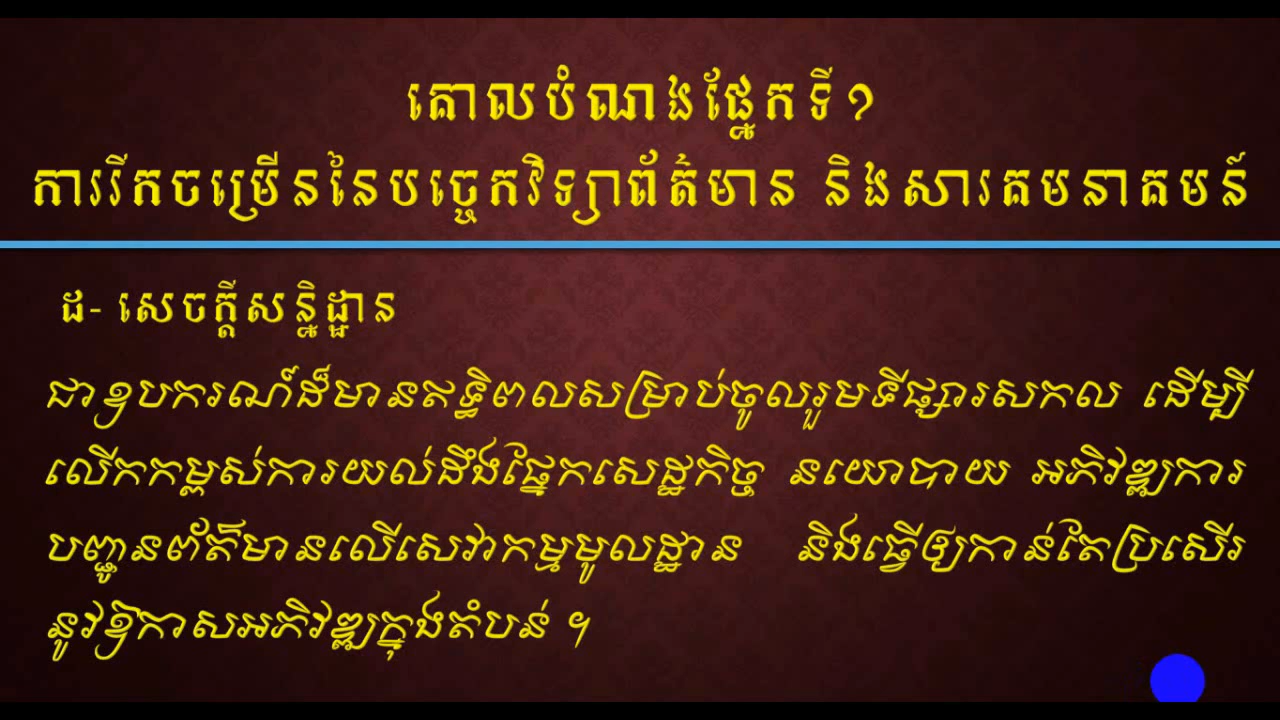 គោលបំណងផ្នែកទី១
ការរីកចម្រើននៃបច្ចេកវិទ្យាព័ត៌មាន និងសារគមនាគមន៍
ដ- សេចក្តីសន្និដ្ឋាន
ជាឧបករណ៍ដ៏មានឥទ្ធិពលសម្រាប់ចូលរួមទីផ្សារសកល ដើម្បី
លើកកម្ពស់ការយល់ដឹងផ្នែកសេដ្ឋកិច្ច នយោបាយ អភិវឌ្ឍការ
បញ្ជូនព័ត៌មានលើសេវាកម្មមូលដ្ឋាន និងធ្វើឲ្យកាន់តែប្រសើរ
នូវឱកាសអភិវឌ្ឍក្នុងតំបន់ ។